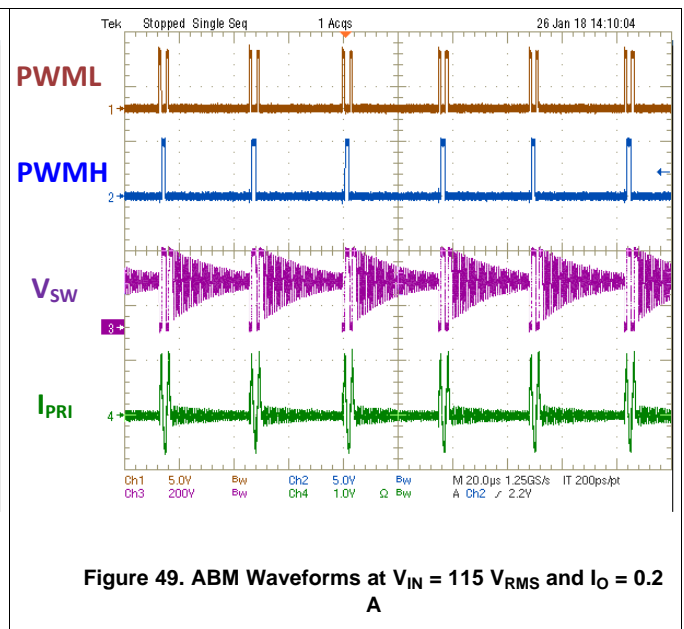 Tek Stopped Single Seq 1 Acqs 26 Jan 18 14:10:04
PWML
1
PWMH
2
VSW
3
IPRI
4
Ch1 5.0V Bw Ch2 5.0V Bw M 20.0µs 1.25GS/s IT 200ps/pt
Ch3 200V Bw Ch4 1.0V Ω Bw A Ch2 ∕ 2.2V
Figure 49. ABM Waveforms at VIN = 115 VRMS and IO = 0.2
A